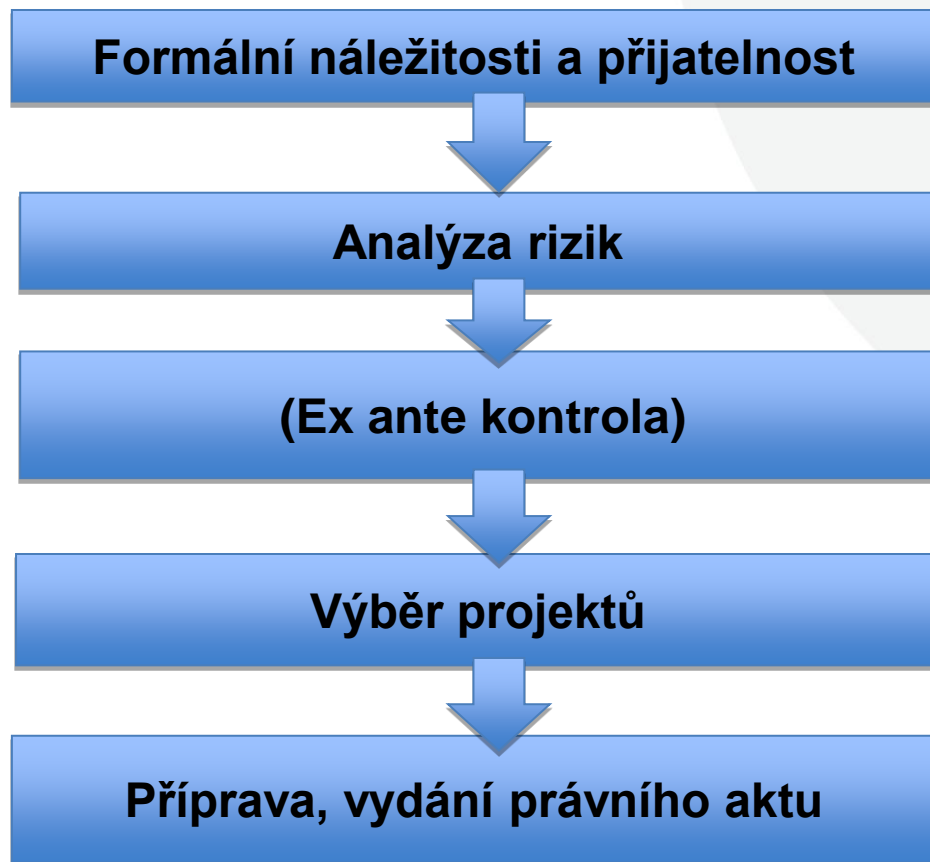 Formální náležitosti a přijatelnost
Analýza rizik
(Ex ante kontrola)
Výběr projektů
Příprava, vydání právního aktu